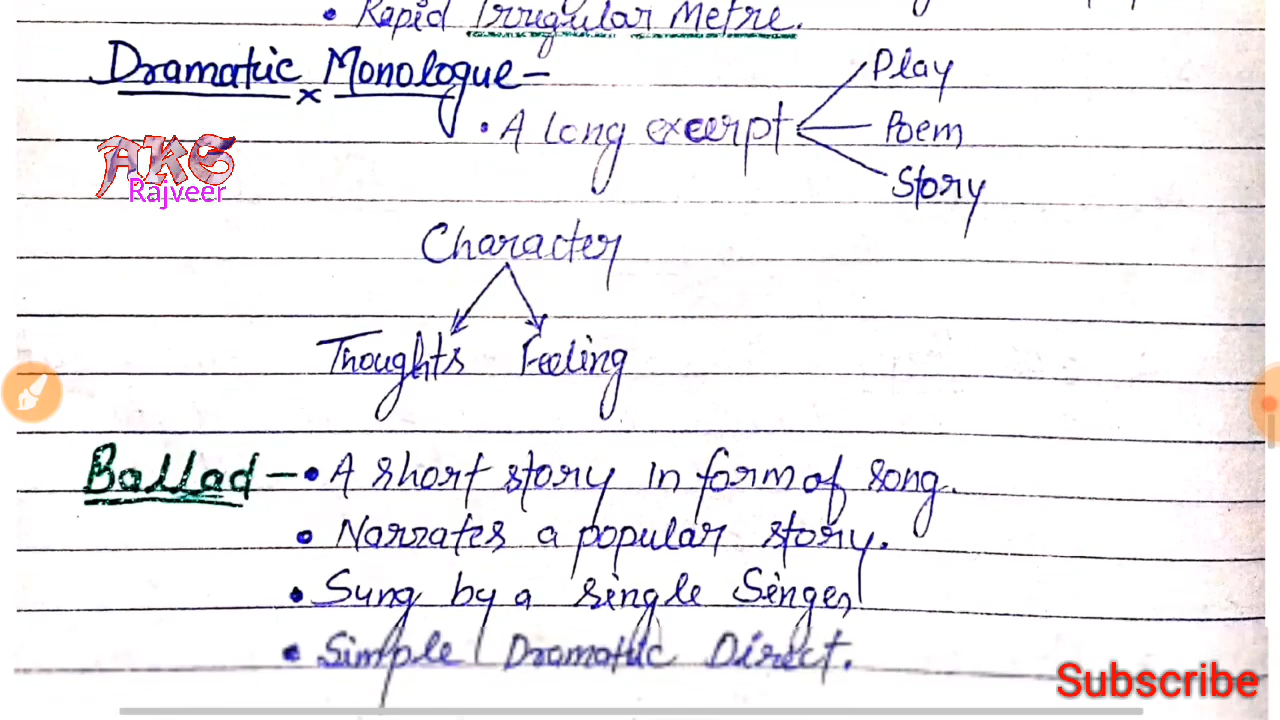 • Rapid Irregular Metre.
Dramatic Monologue –
• A long excerpt
Play
Poem
Story
AKS
Rajveer
Character
Thoughts Feeling
Ballad – • A short story in form of song.
• Narrates a popular story.
• Sung by a single Singer
• Simple Dramatic Direct.
Subscribe